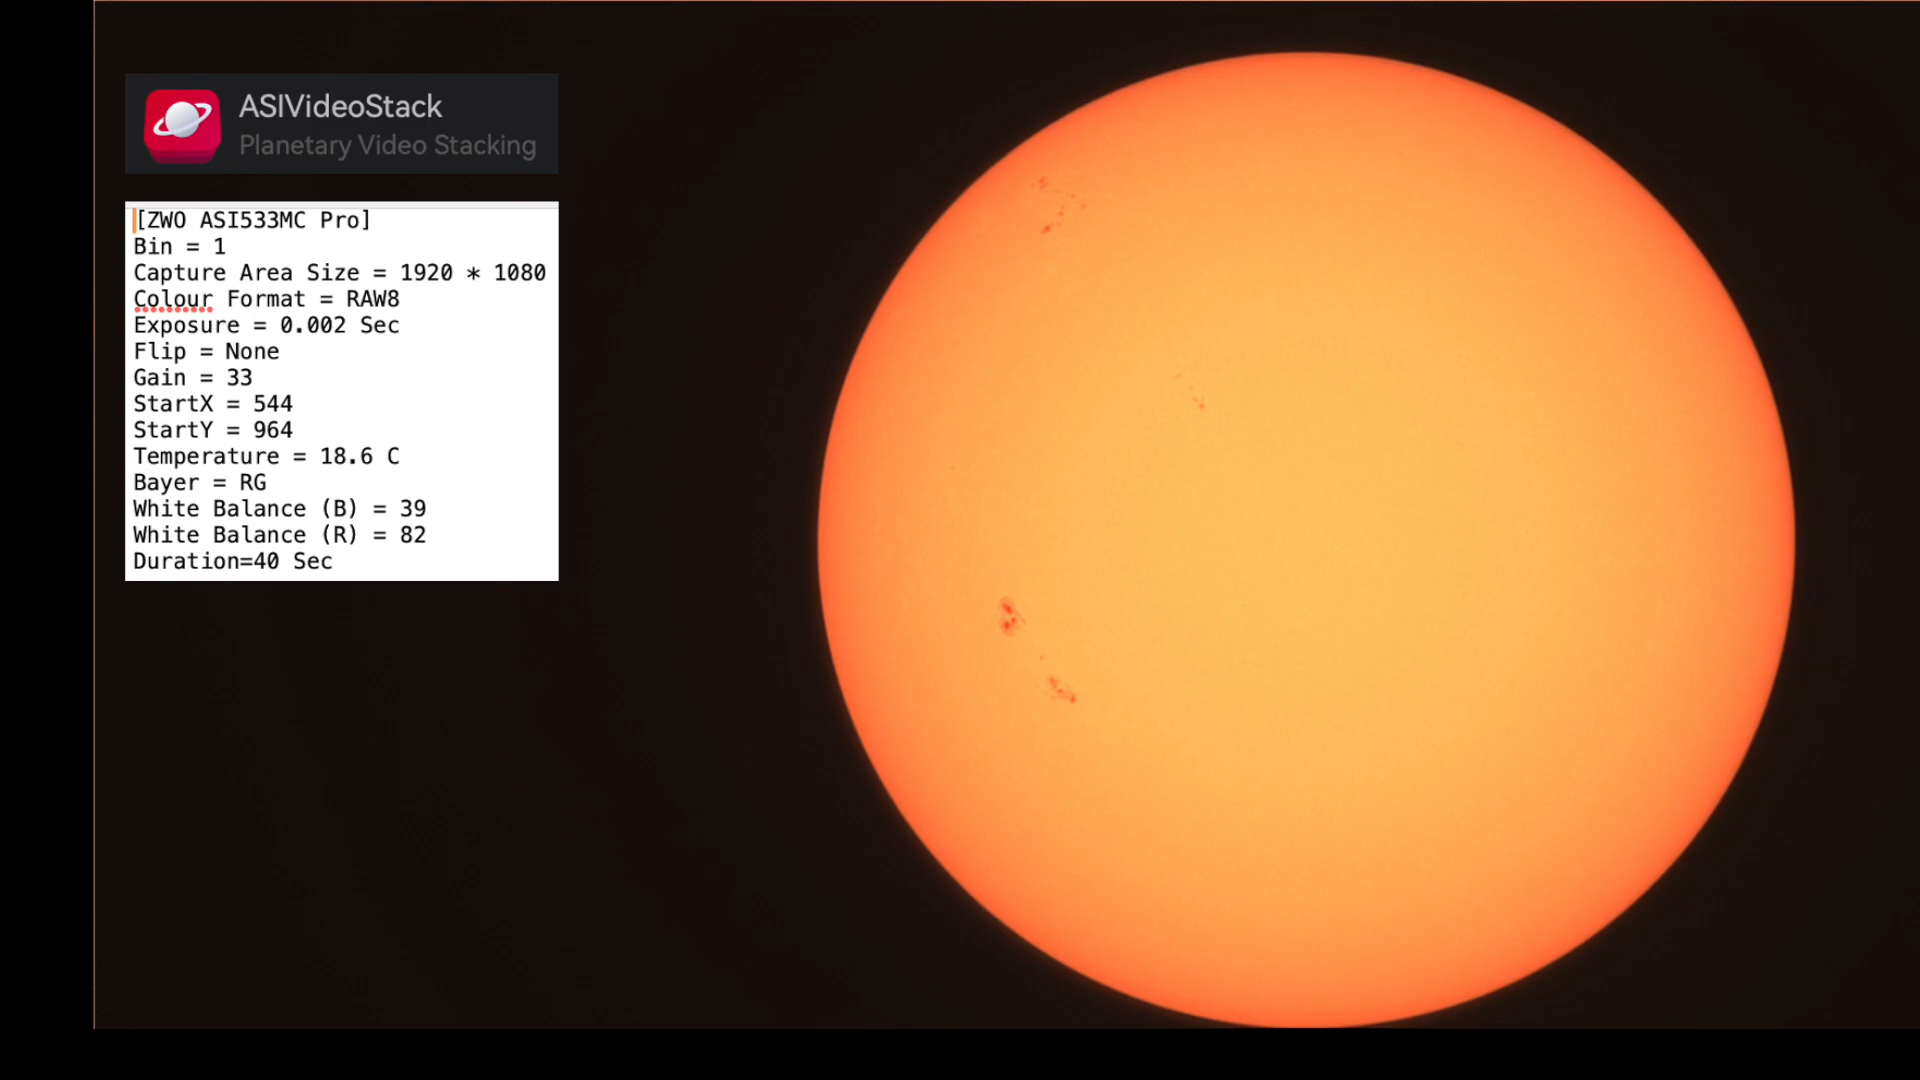 ASIVideoStack
Planetary Video Stacking
[ZWO ASI533MC Pro]
Bin = 1
Capture Area Size = 1920 * 1080
Colour Format = RAW8
Exposure = 0.002 Sec
Flip = None
Gain = 33
StartX = 544
StartY = 964
Temperature = 18.6 C
Bayer = RG
White Balance (B) = 39
White Balance (R) = 82
Duration=40 Sec